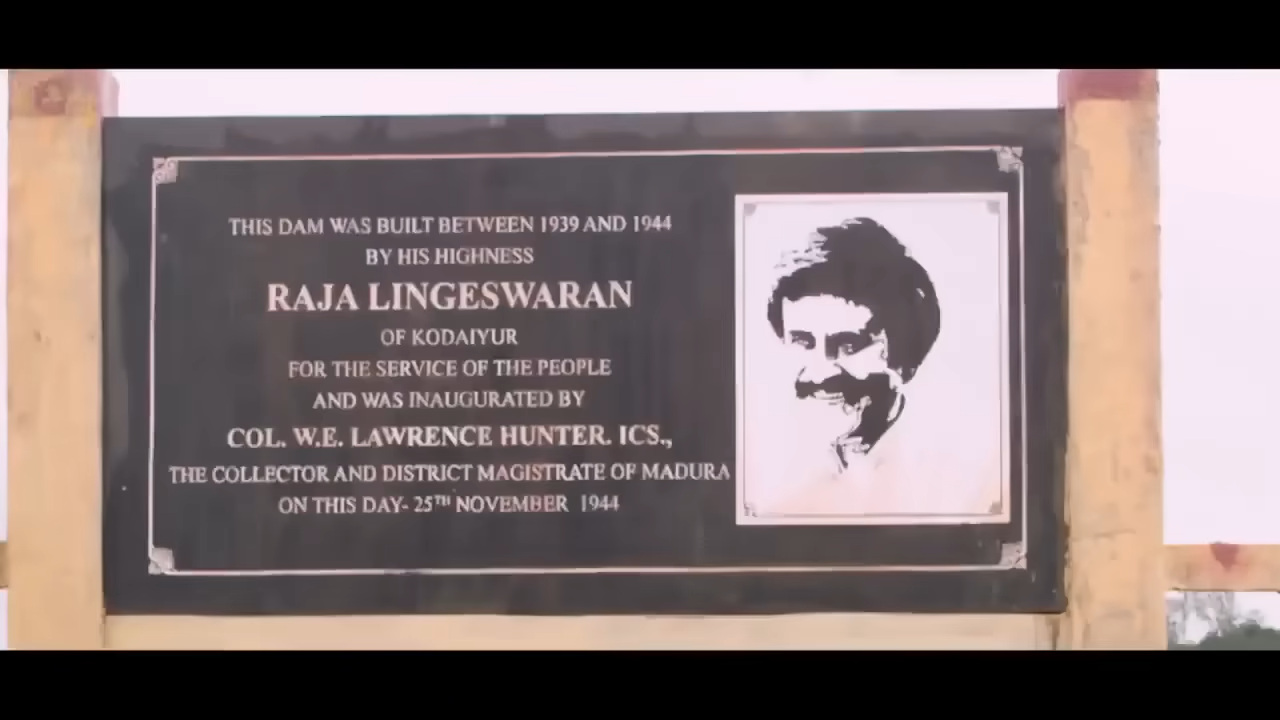 THIS DAM WAS BUILT BETWEEN 1939 AND 1944
BY HIS HIGHNESS
RAJA LINGESWARAN
OF KODAIYUR
FOR THE SERVICE OF THE PEOPLE
AND WAS INAUGURATED BY
COL. W.E. LAWRENCE HUNTER. ICS.,
THE COLLECTOR AND DISTRICT MAGISTRATE OF MADURA
ON THIS DAY- 25TH NOVEMBER 1944